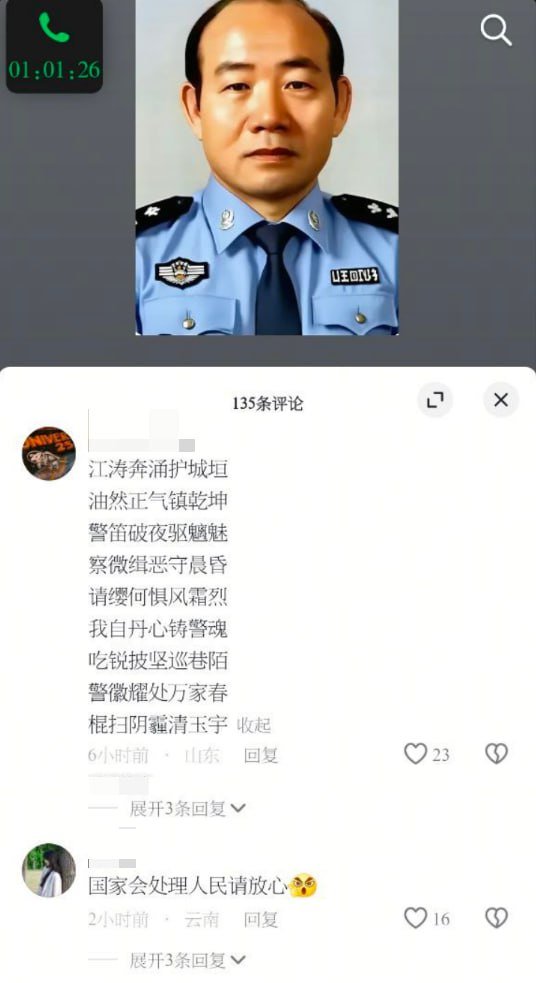 01:01:26
135条评论
江涛奔涌护城垣
油然正气镇乾坤
警笛破夜驱魑魅
察微缉恶守晨昏
请缨何惧风霜烈
我自丹心铸警魂
吃锐披坚巡巷陌
警徽耀处万家春
棍扫阴霾清玉宇 收起
6小时前 · 山东 回复 23
展开3条回复
国家会处理人民请放心
2小时前 · 云南 回复 16
展开3条回复